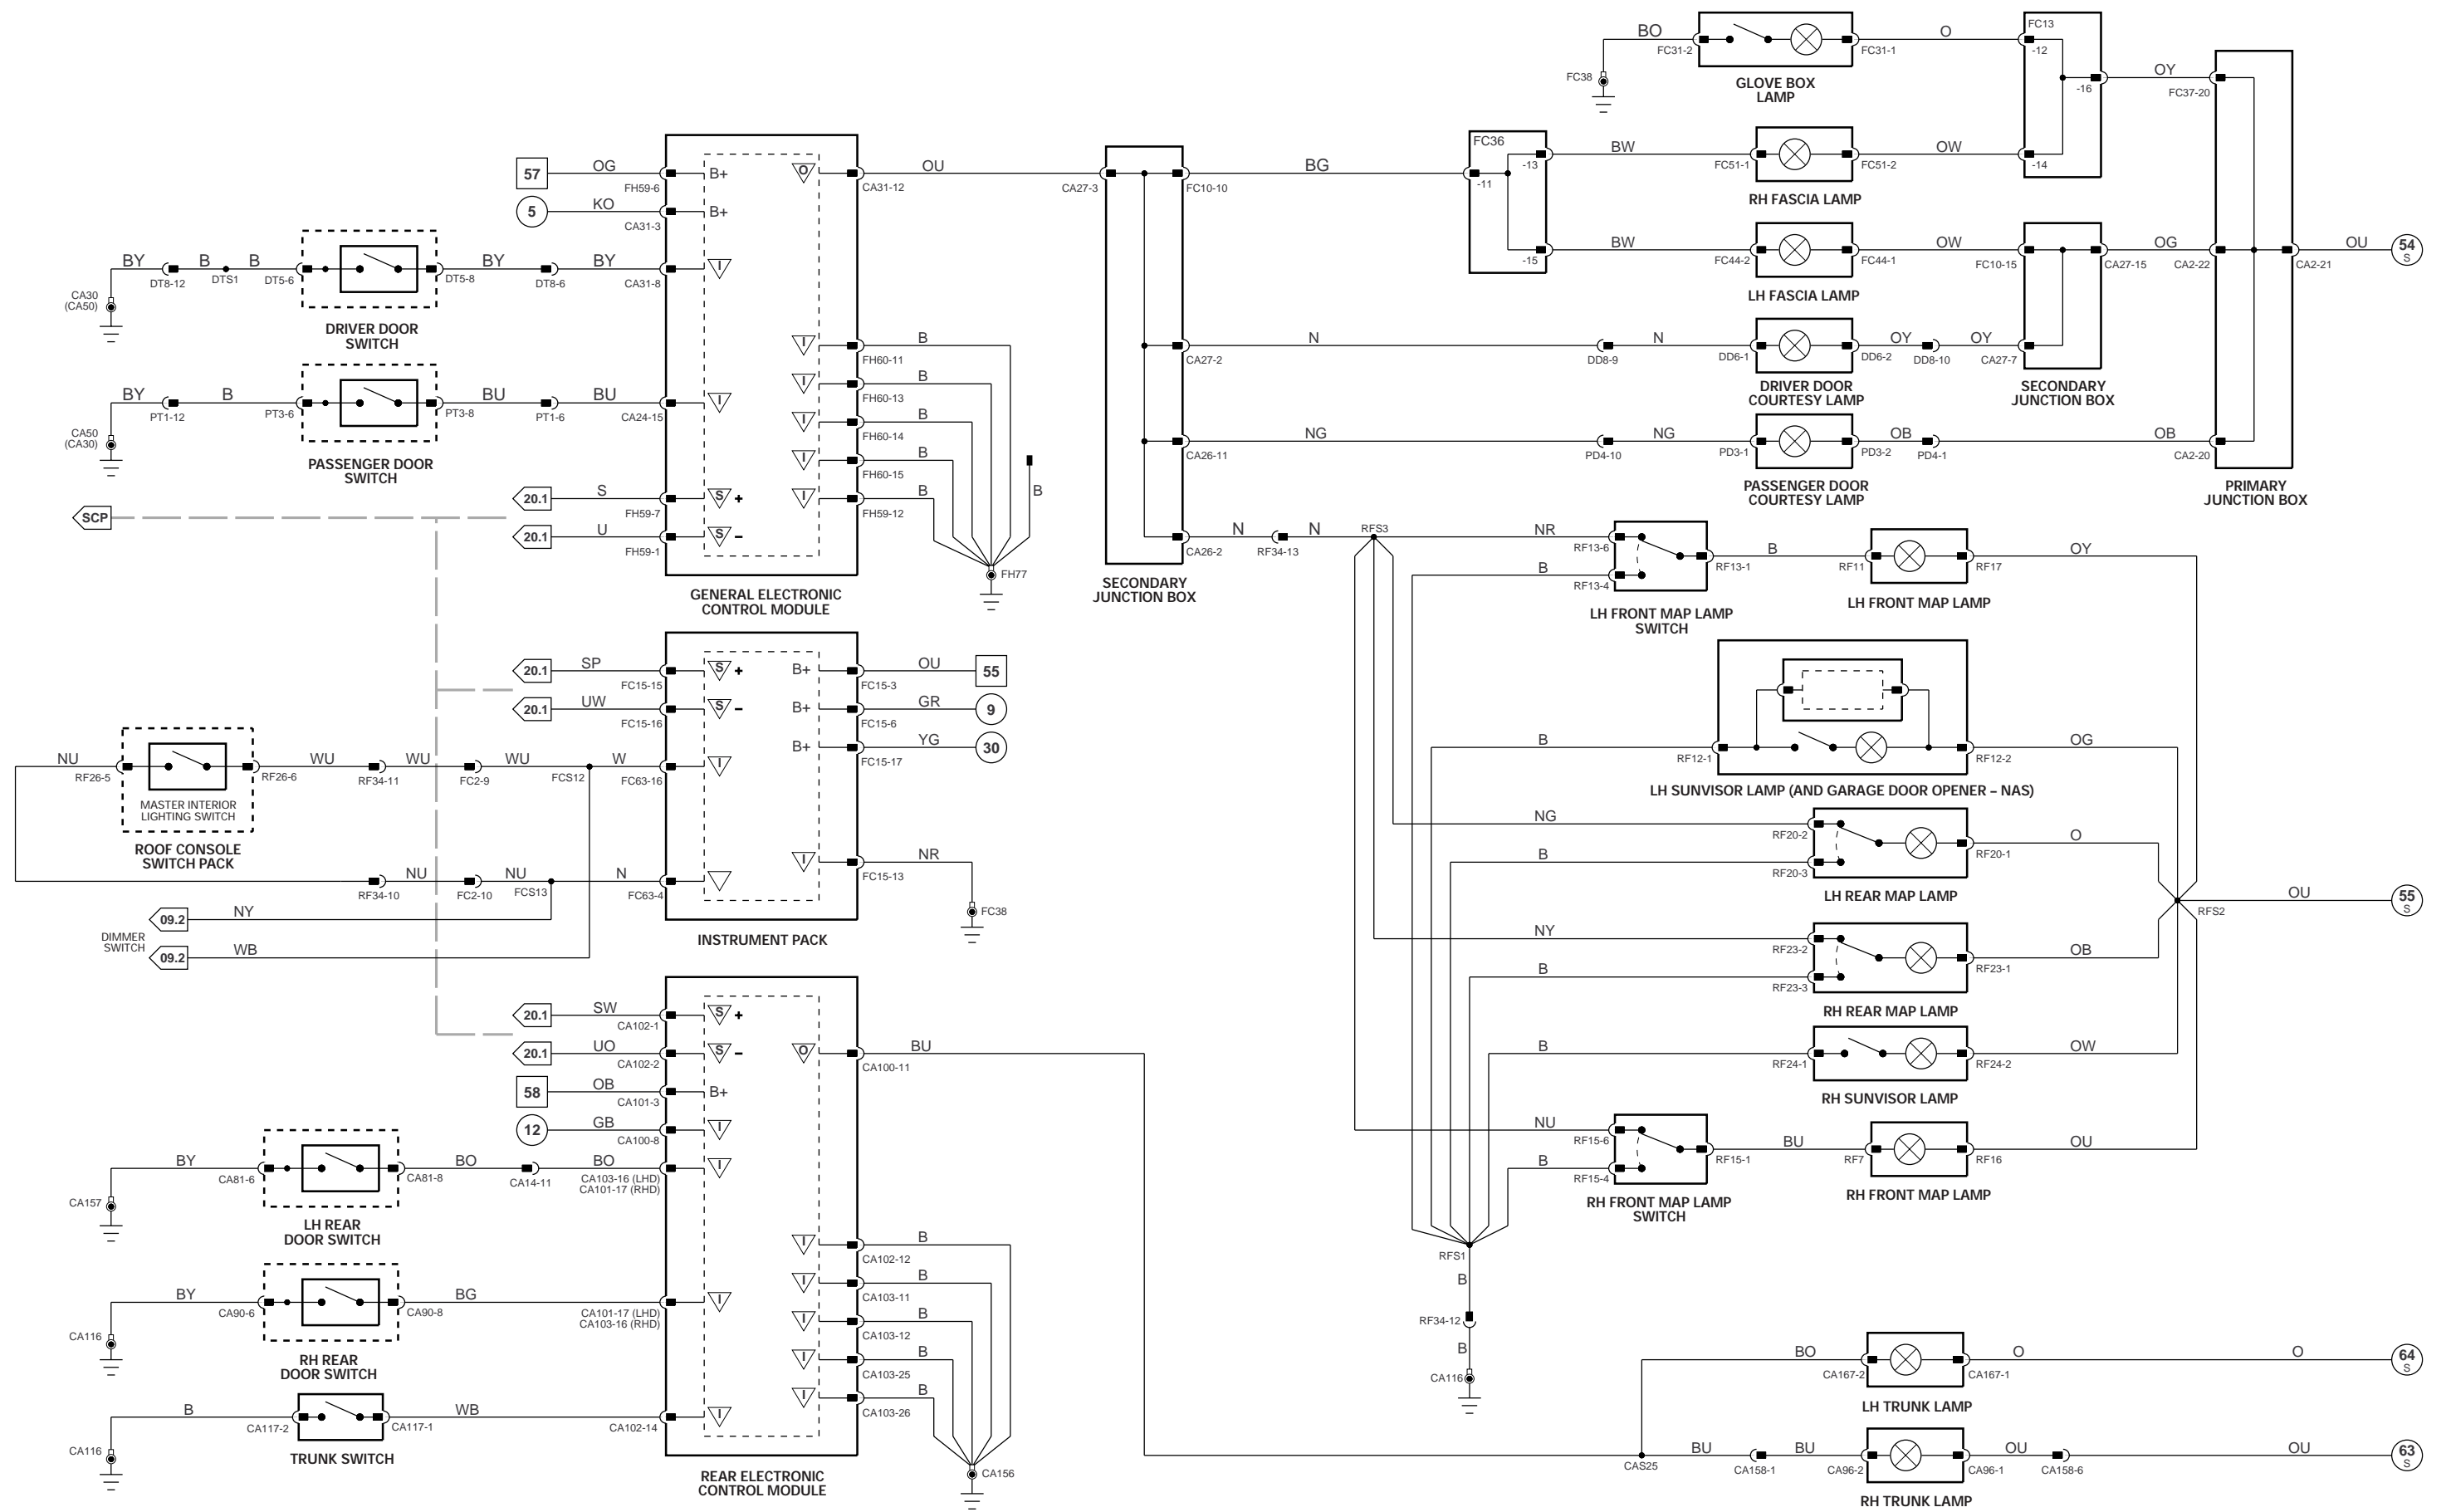 BO
FC31-2
FC31-1
O
FC13
-12
FC38
GLOVE BOX
LAMP
-16
OY
FC37-20
57
OG
FH59-6
B+
O
CA31-12
OU
CA27-3
FC10-10
BG
FC36
-11
-13
BW
FC51-1
FC51-2
OW
-14
RH FASCIA LAMP
5
KO
CA31-3
B+
-15
BW
FC44-2
FC44-1
OW
FC10-15
CA27-15
OG
CA2-22
CA2-21
OU
54
S
LH FASCIA LAMP
BY
DT8-12
B
DTS1
B
DT5-6
DT5-8
BY
DT8-6
BY
CA31-8
I
CA30
(CA50)
DRIVER DOOR
SWITCH
I
B
FH60-11
N
CA27-2
DD8-9
N
DD6-1
DD6-2
OY
DD8-10
OY
CA27-7
DRIVER DOOR
COURTESY LAMP
SECONDARY
JUNCTION BOX
I
B
FH60-13
BY
PT1-12
B
PT3-6
PT3-8
BU
PT1-6
BU
CA24-15
I
I
B
FH60-14
CA50
(CA30)
PASSENGER DOOR
SWITCH
NG
CA26-11
PD4-10
NG
PD3-1
PD3-2
OB
PD4-1
OB
CA2-20
PASSENGER DOOR
COURTESY LAMP
PRIMARY
JUNCTION BOX
I
B
FH60-15
20.1
S
FH59-7
S
+
I
B
FH59-12
B
SCP
20.1
U
FH59-1
S
–
FH77
GENERAL ELECTRONIC
CONTROL MODULE
SECONDARY
JUNCTION BOX
N
CA26-2
RF34-13
N
RFS3
NR
RF13-6
B
RF13-4
RF13-1
B
RF11
RF17
OY
LH FRONT MAP LAMP
SWITCH
LH FRONT MAP LAMP
20.1
SP
FC15-15
S
+
B+
FC15-3
OU
55
20.1
UW
FC15-16
S
–
B+
FC15-6
GR
9
B+
FC15-17
YG
30
B
RF12-1
RF12-2
OG
LH SUNVISOR LAMP (AND GARAGE DOOR OPENER – NAS)
NU
RF26-5
RF26-6
WU
RF34-11
WU
FC2-9
WU
FCS12
W
FC63-16
I
MASTER INTERIOR
LIGHTING SWITCH
ROOF CONSOLE
SWITCH PACK
NG
RF20-2
B
RF20-3
RF20-1
O
LH REAR MAP LAMP
I
NR
FC15-13
RF34-10
NU
FC2-10
NU
FCS13
N
FC63-4
FC38
09.2
NY
DIMMER
SWITCH
09.2
WB
INSTRUMENT PACK
RFS2
OU
55
S
NY
RF23-2
B
RF23-3
RF23-1
OB
RH REAR MAP LAMP
20.1
SW
CA102-1
S
+
20.1
UO
CA102-2
S
–
O
BU
CA100-11
B
RF24-1
RF24-2
OW
RH SUNVISOR LAMP
58
OB
CA101-3
B+
12
GB
CA100-8
I
NU
RF15-6
B
RF15-4
RF15-1
BU
RF7
RF16
OU
RH FRONT MAP LAMP
SWITCH
RH FRONT MAP LAMP
BY
CA81-6
CA81-8
BO
CA14-11
BO
CA103-16 (LHD)
CA101-17 (RHD)
I
CA157
LH REAR
DOOR SWITCH
I
B
CA102-12
RFS1
B
I
B
CA103-11
BY
CA90-6
CA90-8
BG
CA101-17 (LHD)
CA103-16 (RHD)
I
I
B
CA103-12
RF34-12
B
CA116
CA116
RH REAR
DOOR SWITCH
I
B
CA103-25
I
B
CA103-26
BO
CA167-2
CA167-1
O
O
64
S
LH TRUNK LAMP
B
CA117-2
CA117-1
WB
CA102-14
I
CA116
TRUNK SWITCH
CA156
REAR ELECTRONIC
CONTROL MODULE
CAS25
BU
CA158-1
BU
CA96-2
CA96-1
OU
CA158-6
OU
63
S
RH TRUNK LAMP